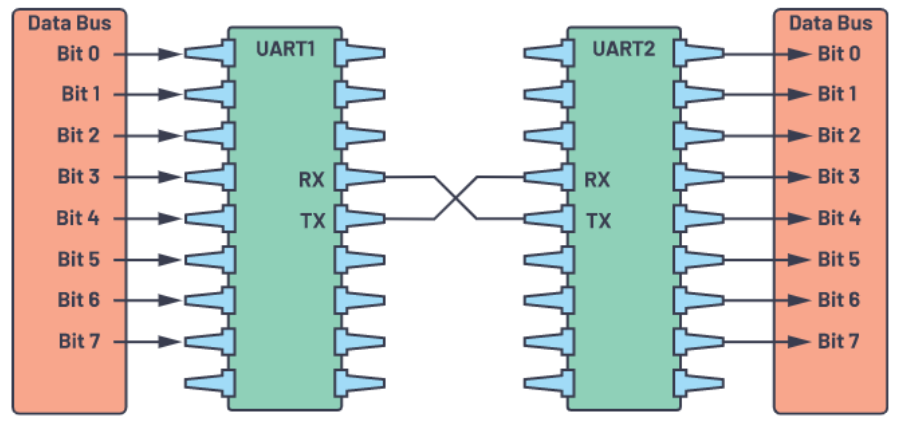 Data Bus
Bit 0
Bit 1
Bit 2
Bit 3
Bit 4
Bit 5
Bit 6
Bit 7
UART1
RX
TX
UART2
RX
TX
Data Bus
Bit 0
Bit 1
Bit 2
Bit 3
Bit 4
Bit 5
Bit 6
Bit 7